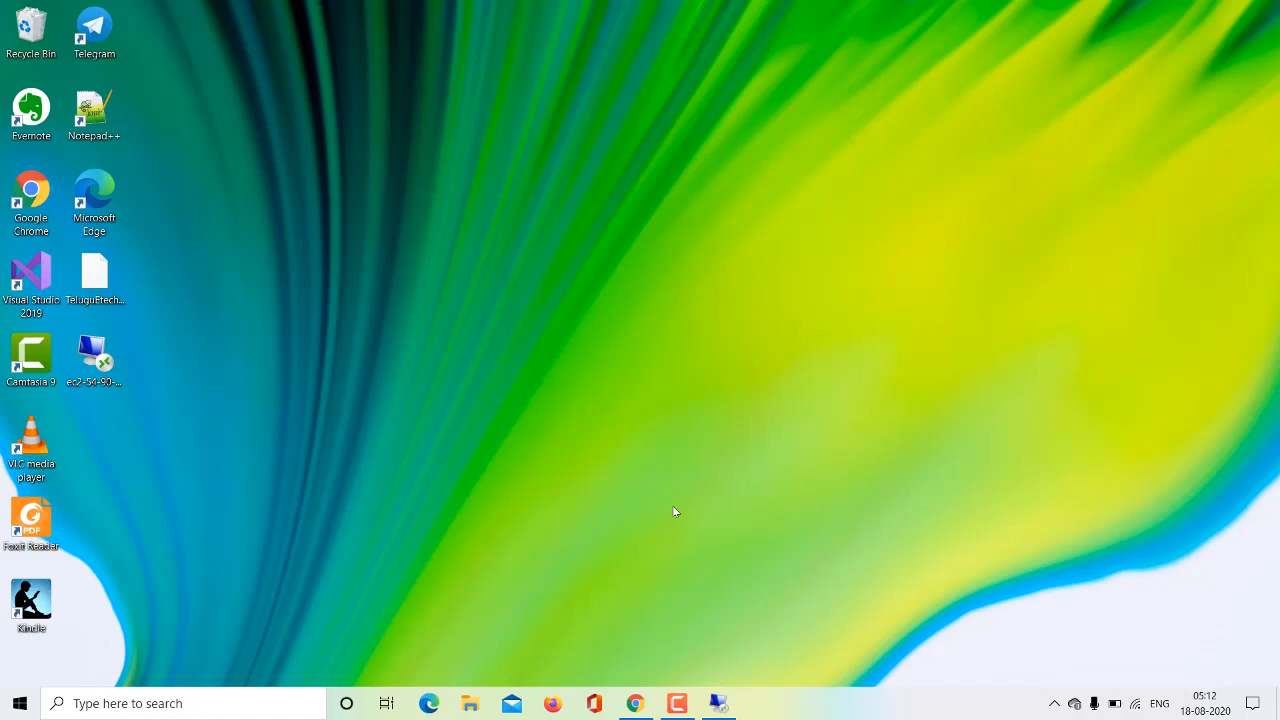 Recycle Bin
Telegram
Evernote
Notepad++
Google
Chrome
Microsoft
Edge
Visual Studio
2019
TeluguEtech...
Camtasia 9
ec2-54-90-...
VLC media
player
PDF
Foxit Reader
Kindle
Type here to search
ENG
05:12
18-08-2020